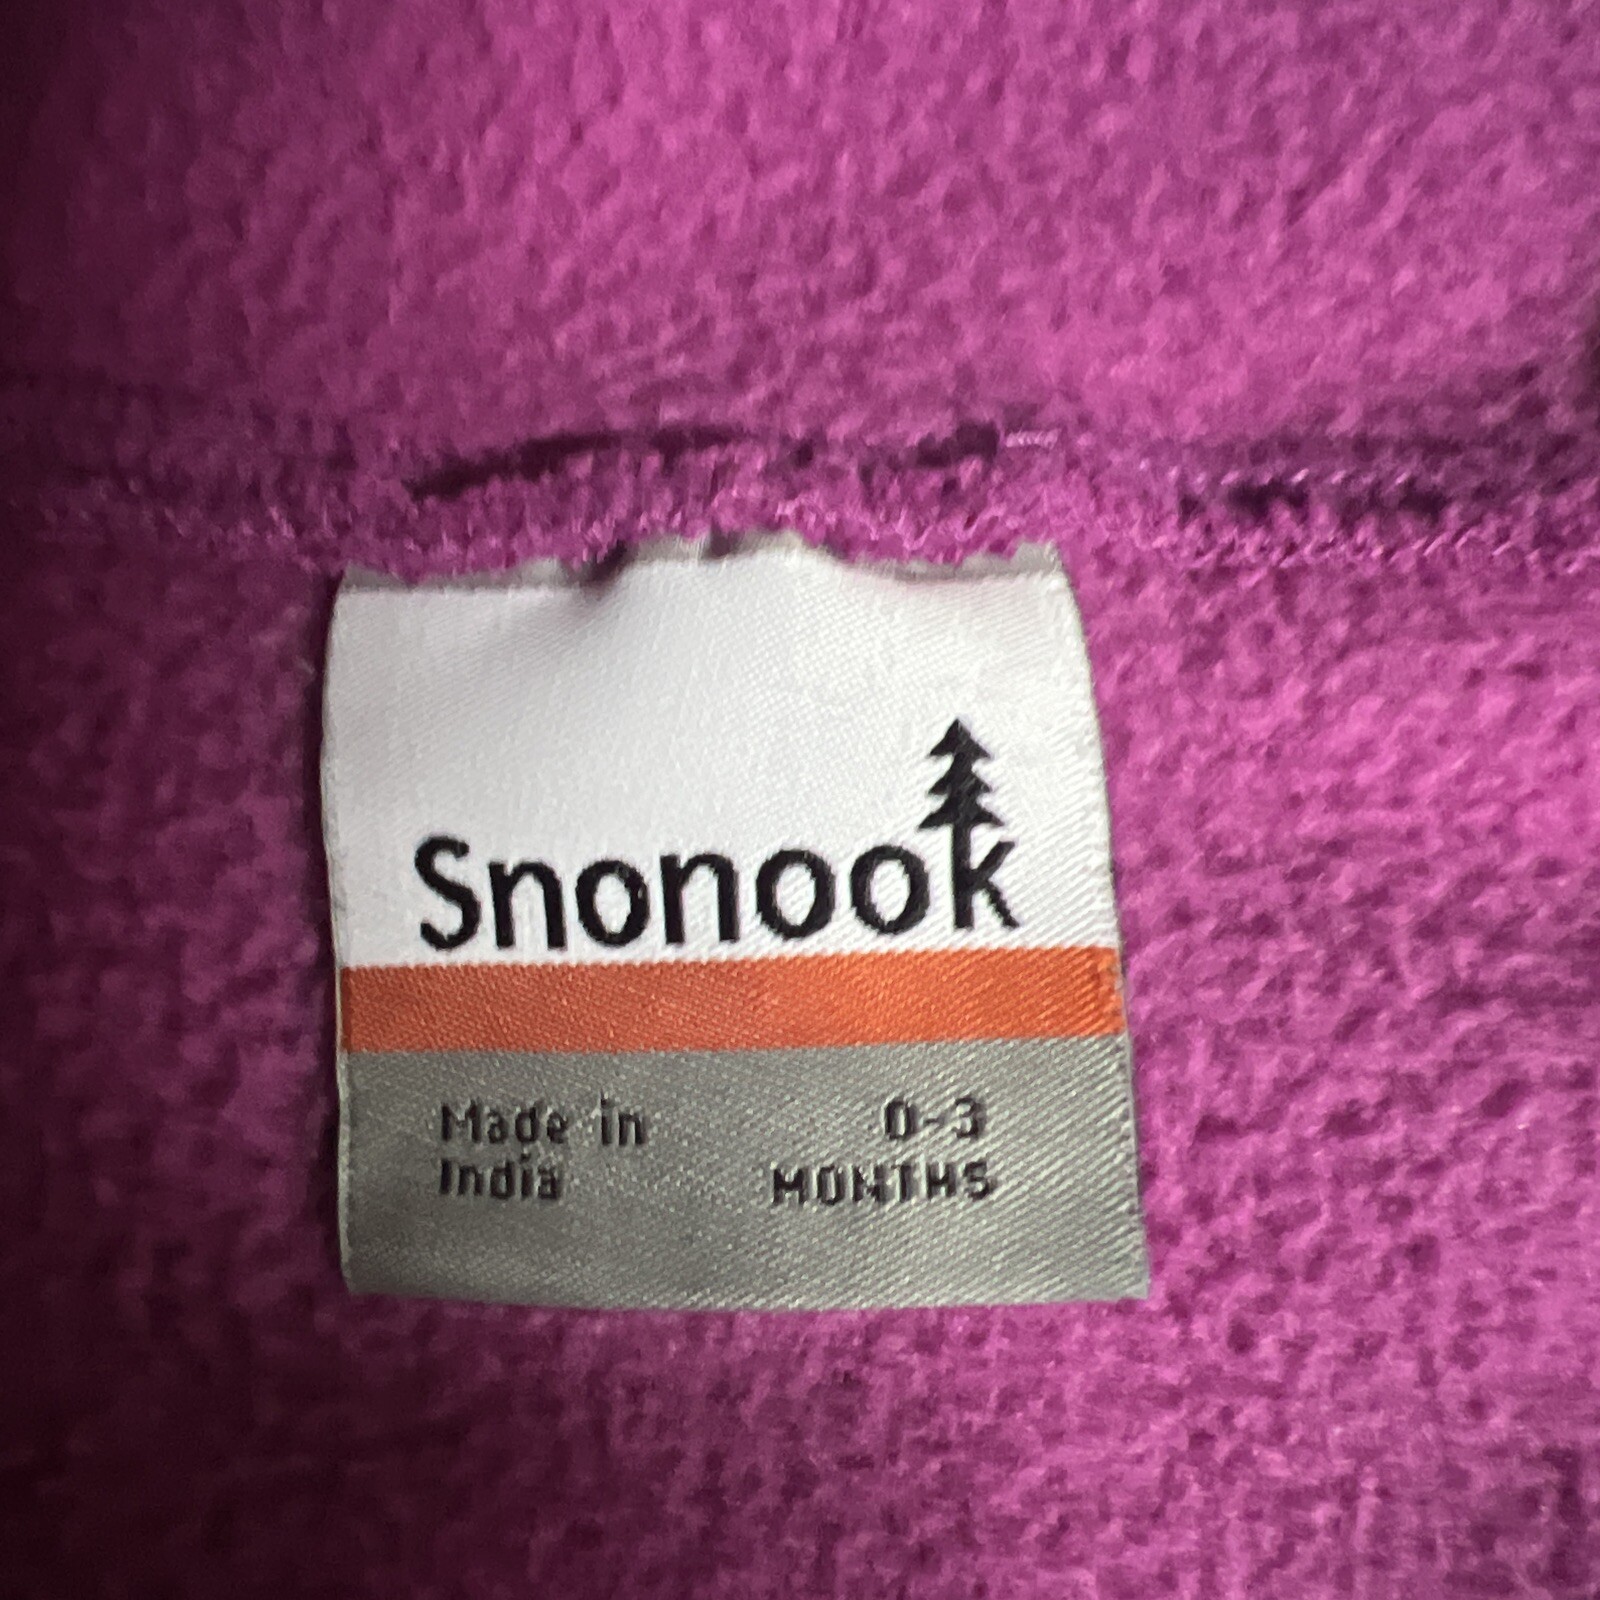 Snonook
Made in
India
0-3
MONTHS